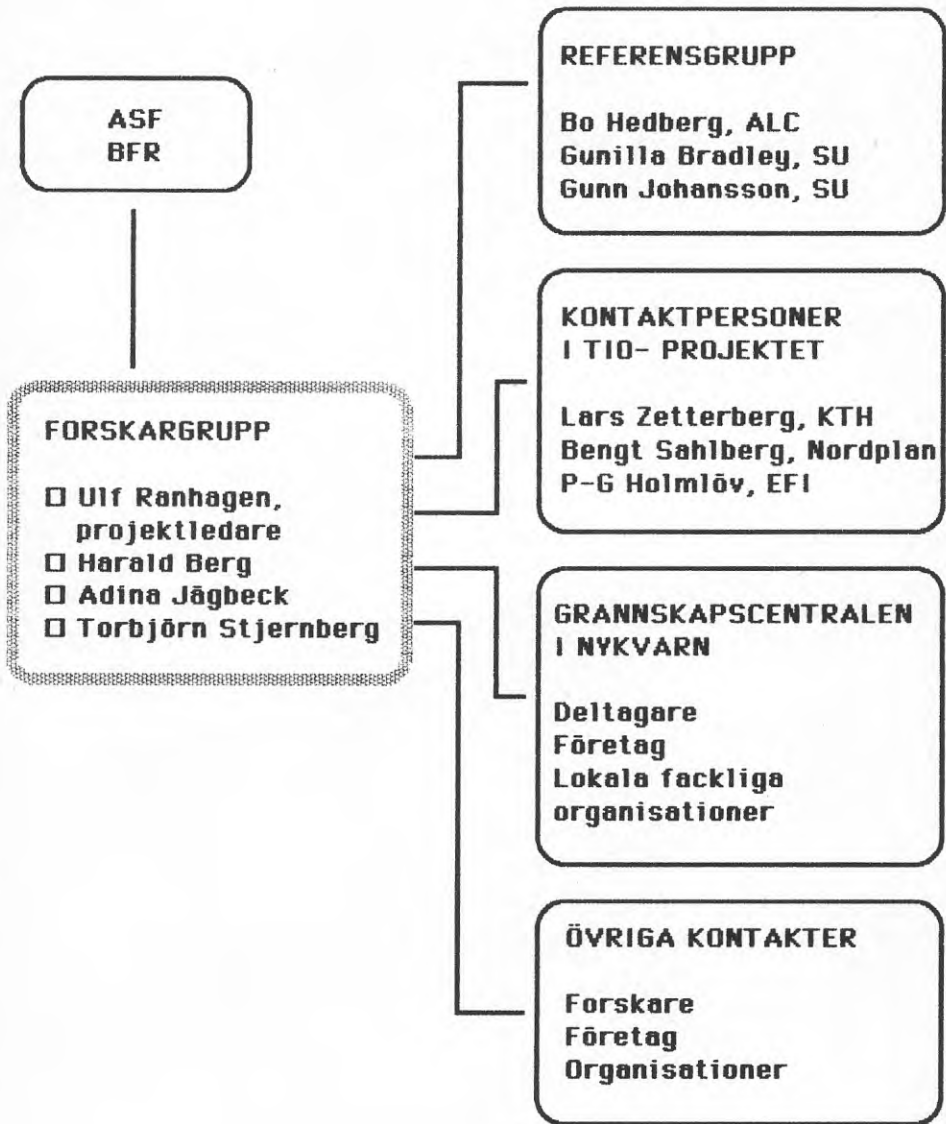 ASF
BFR
FORSKARGRUPP
□ Ulf Ranhagen,
projektledare
□ Harald Berg
□ Adina Jägbeck
□ Torbjörn Stjernberg
REFERENSGRUPP
Bo Hedberg, ALC
Gunilla Bradley, SU
Gunn Johansson, SU
KONTAKTPERSONER
I TIO- PROJEKTET
Lars Zetterberg, KTH
Bengt Sahlberg, Nordplan
P-G Holmlöv, EFI
GRANNSKAPSCENTRALEN
I NYKVARN
Deltagare
Företag
Lokala fackliga
organisationer
ÖVRIGA KONTAKTER
Forskare
Företag
Organisationer